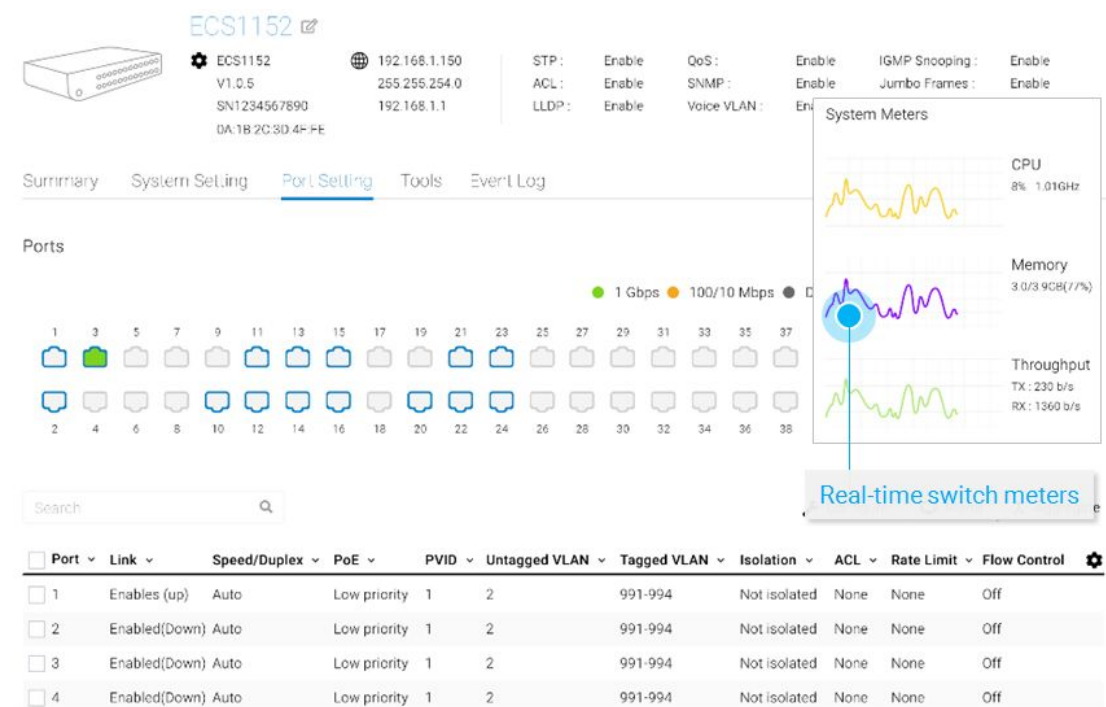 ECS1152
ECS1152 192.168.1.150 STP : Enable QoS : Enable IGMP Snooping : Enable
V1.0.5 255.255.254.0 ACL : Enable SNMP : Enable Jumbo Frames : Enable
SN1234567890 192.168.1.1 LLDP : Enable Voice VLAN :
0A:1B:2C:3D:4F:FE
System Meters
CPU
8% 1.01GHz
Memory
3.0/3.9GB(77%)
Throughput
TX : 230 b/s
RX : 1360 b/s
Real-time switch meters
Summary System Setting Port Setting Tools Event Log
Ports
1 Gbps 100/10 Mbps
1 3 5 7 9 11 13 15 17 19 21 23 25 27 29 31 33 35 37
2 4 6 8 10 12 14 16 18 20 22 24 26 28 30 32 34 36 38
Search
Port Link Speed/Duplex PoE PVID Untagged VLAN Tagged VLAN Isolation ACL Rate Limit Flow Control
1 Enables (up) Auto Low priority 1 2 991-994 Not isolated None None Off
2 Enabled(Down) Auto Low priority 1 2 991-994 Not isolated None None Off
3 Enabled(Down) Auto Low priority 1 2 991-994 Not isolated None None Off
4 Enabled(Down) Auto Low priority 1 2 991-994 Not isolated None None Off